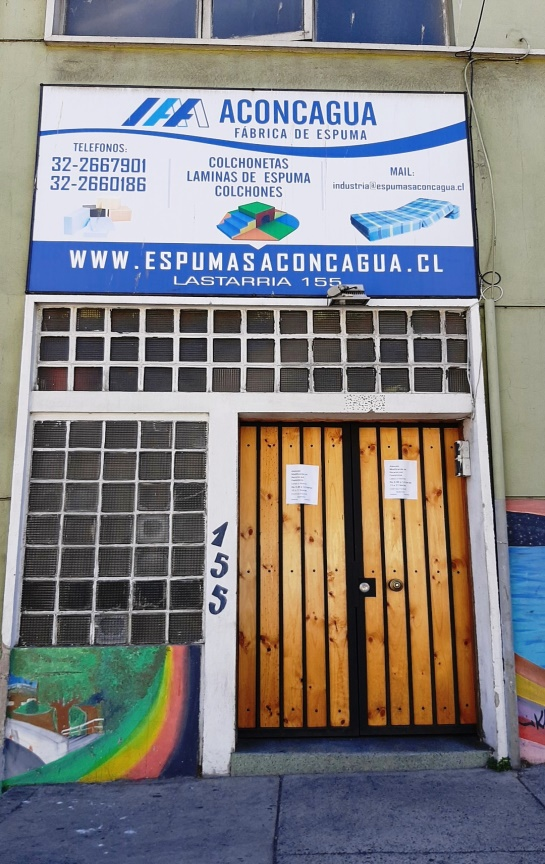 ACONCAGUA
FÁBRICA DE ESPUMA
TELEFONOS:
32-2667901
32-2660186
COLCHONETAS
LAMINAS DE ESPUMA
COLCHONES
MAIL:
industria@espumasaconcagua.cl
WWW.ESPUMASACONCAGUA.CL
LASTARRIA 155
155